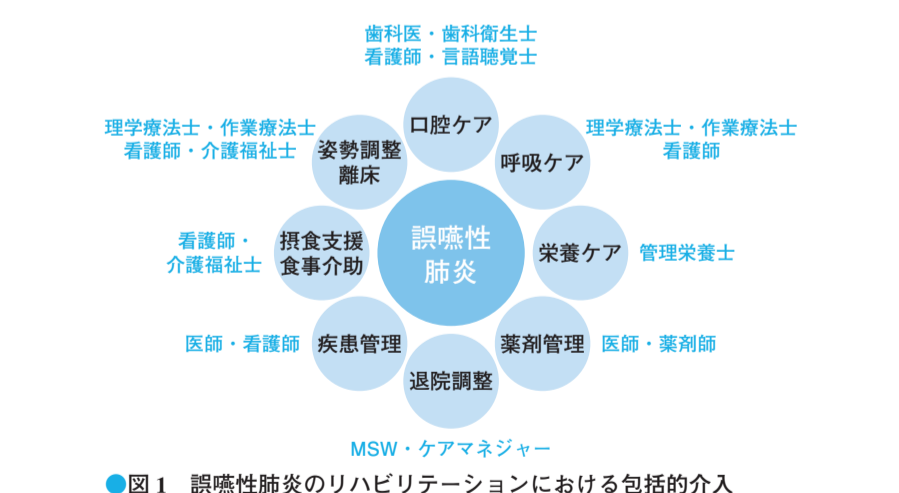 歯科医・歯科衛生士
看護師・言語聴覚士
口腔ケア
理学療法士・作業療法士
看護師・介護福祉士
姿勢調整
離床
理学療法士・作業療法士
看護師
呼吸ケア
誤嚥性
肺炎
看護師・
介護福祉士
摂食支援
食事介助
栄養ケア
管理栄養士
医師・看護師
疾患管理
薬剤管理
医師・薬剤師
退院調整
MSW・ケアマネジャー
●図1 誤嚥性肺炎のリハビリテーションにおける包括的介入